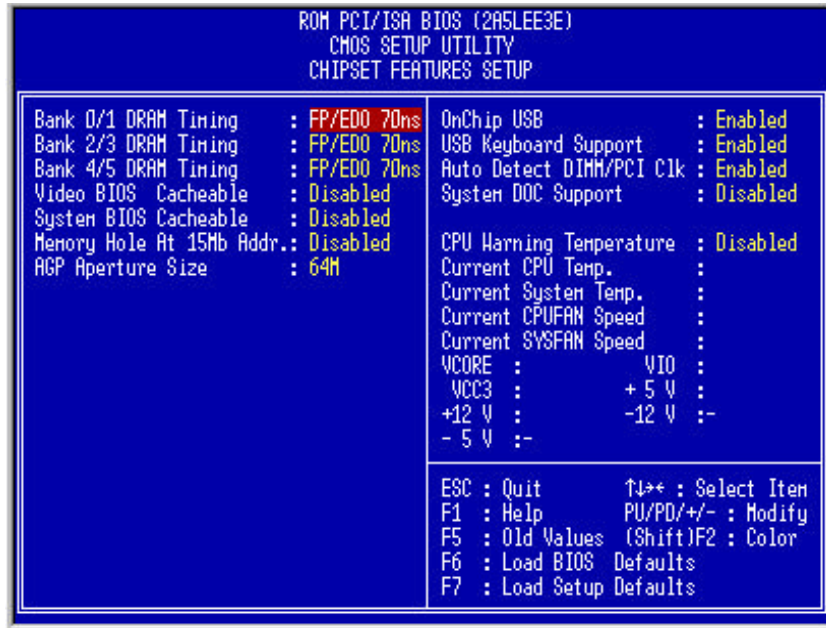 ROM PCI/ISA BIOS (2A5LEE3E)
CMOS SETUP UTILITY
CHIPSET FEATURES SETUP
Bank 0/1 DRAM Timing : FP/EDO 70ns
Bank 2/3 DRAM Timing : FP/EDO 70ns
Bank 4/5 DRAM Timing : FP/EDO 70ns
Video BIOS Cacheable : Disabled
System BIOS Cacheable : Disabled
Memory Hole At 15Mb Addr.: Disabled
AGP Aperture Size : 64M
OnChip USB : Enabled
USB Keyboard Support : Enabled
Auto Detect DIMM/PCI Clk : Enabled
System DOC Support : Disabled
CPU Warning Temperature : Disabled
Current CPU Temp. :
Current System Temp. :
Current CPUFAN Speed :
Current SYSFAN Speed :
VCORE : VIO :
VCC3 : + 5 V :
+12 V : -12 V :-
- 5 V :-
ESC : Quit ↑↓→← : Select Item
F1 : Help PU/PD/+/- : Modify
F5 : Old Values (Shift)F2 : Color
F6 : Load BIOS Defaults
F7 : Load Setup Defaults